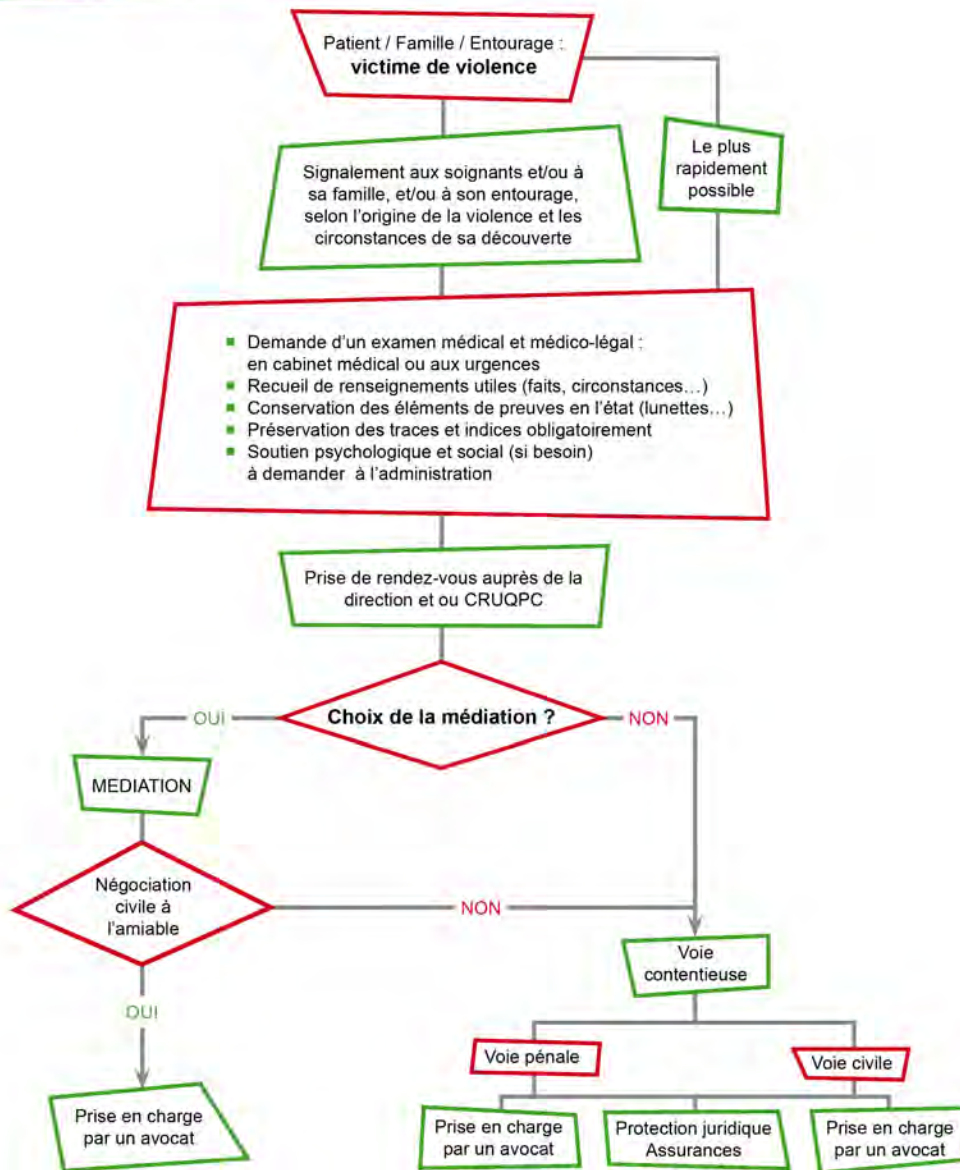 Patient / Famille / Entourage :
victime de violence
Le plus
rapidement
possible
Signalement aux soignants et/ou à
sa famille, et/ou à son entourage,
selon l'origine de la violence et les
circonstances de sa découverte
Demande d'un examen médical et médico-légal :
en cabinet médical ou aux urgences
Recueil de renseignements utiles (faits, circonstances…)
Conservation des éléments de preuves en l'état (lunettes…)
Préservation des traces et indices obligatoirement
Soutien psychologique et social (si besoin)
à demander à l'administration
Prise de rendez-vous auprès de la
direction et ou CRUQPC
Choix de la médiation ?
OUI
NON
MEDIATION
Négociation
civile à
l'amiable
NON
OUI
Voie
contentieuse
Voie pénale
Voie civile
Prise en charge
par un avocat
Prise en charge
par un avocat
Protection juridique
Assurances
Prise en charge
par un avocat